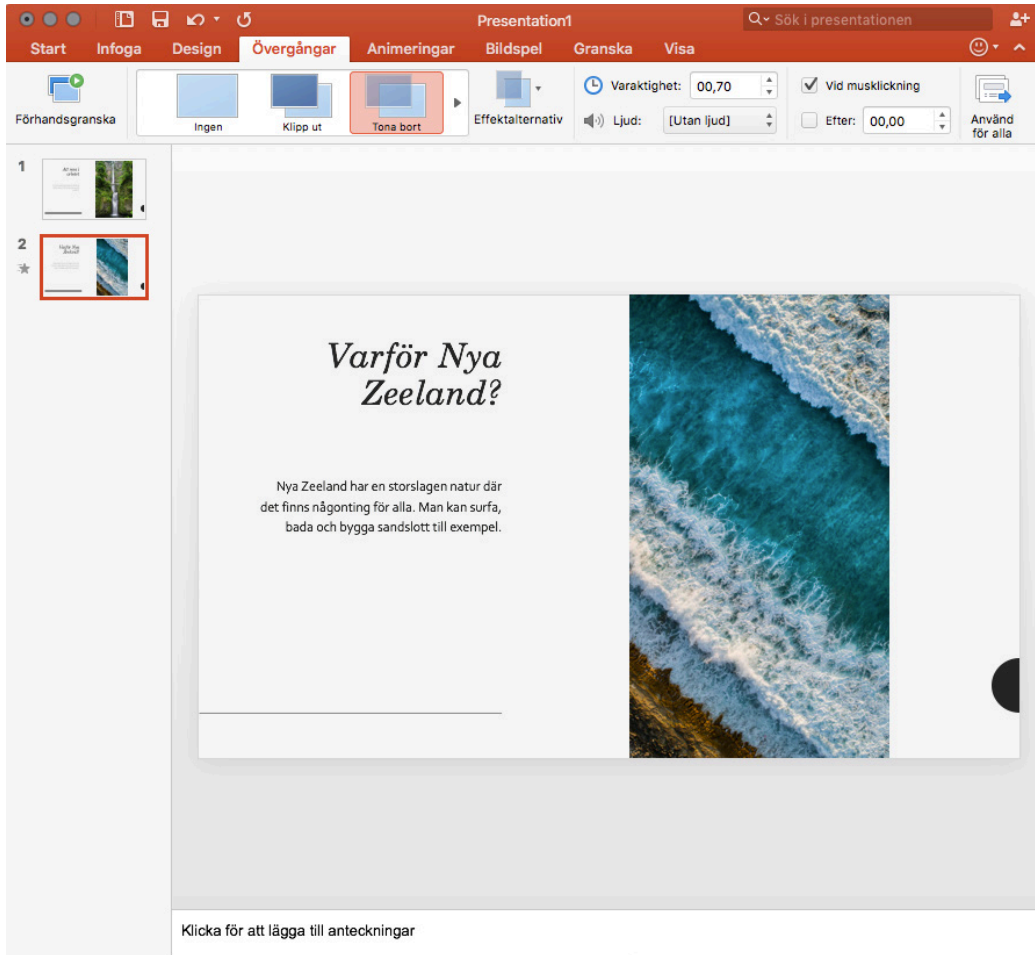 Presentation1
Sök i presentationen
Start Infoga Design Övergångar Animeringar Bildspel Granska Visa
Förhandsgranska
Ingen
Klipp ut
Tona bort
Effektalternativ
Varaktighet: 00,70
Ljud: [Utan ljud]
Vid musklickning
Efter: 00,00
Använd
för alla
1
2
Varför Nya
Zeeland?
Varför Nya
Zeeland?
Nya Zeeland har en storslagen natur där
det finns någonting för alla. Man kan surfa,
bada och bygga sandslott till exempel.
Klicka för att lägga till anteckningar